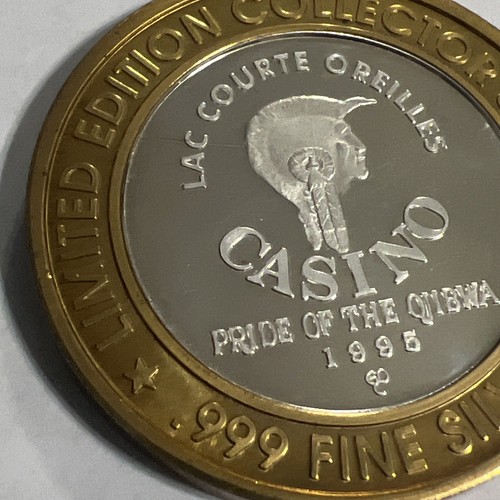 LIMITED EDITION COLLECTOR
LAC COURTE OREILLES
CASINO
PRIDE OF THE OJIBWA
1995
.999 FINE